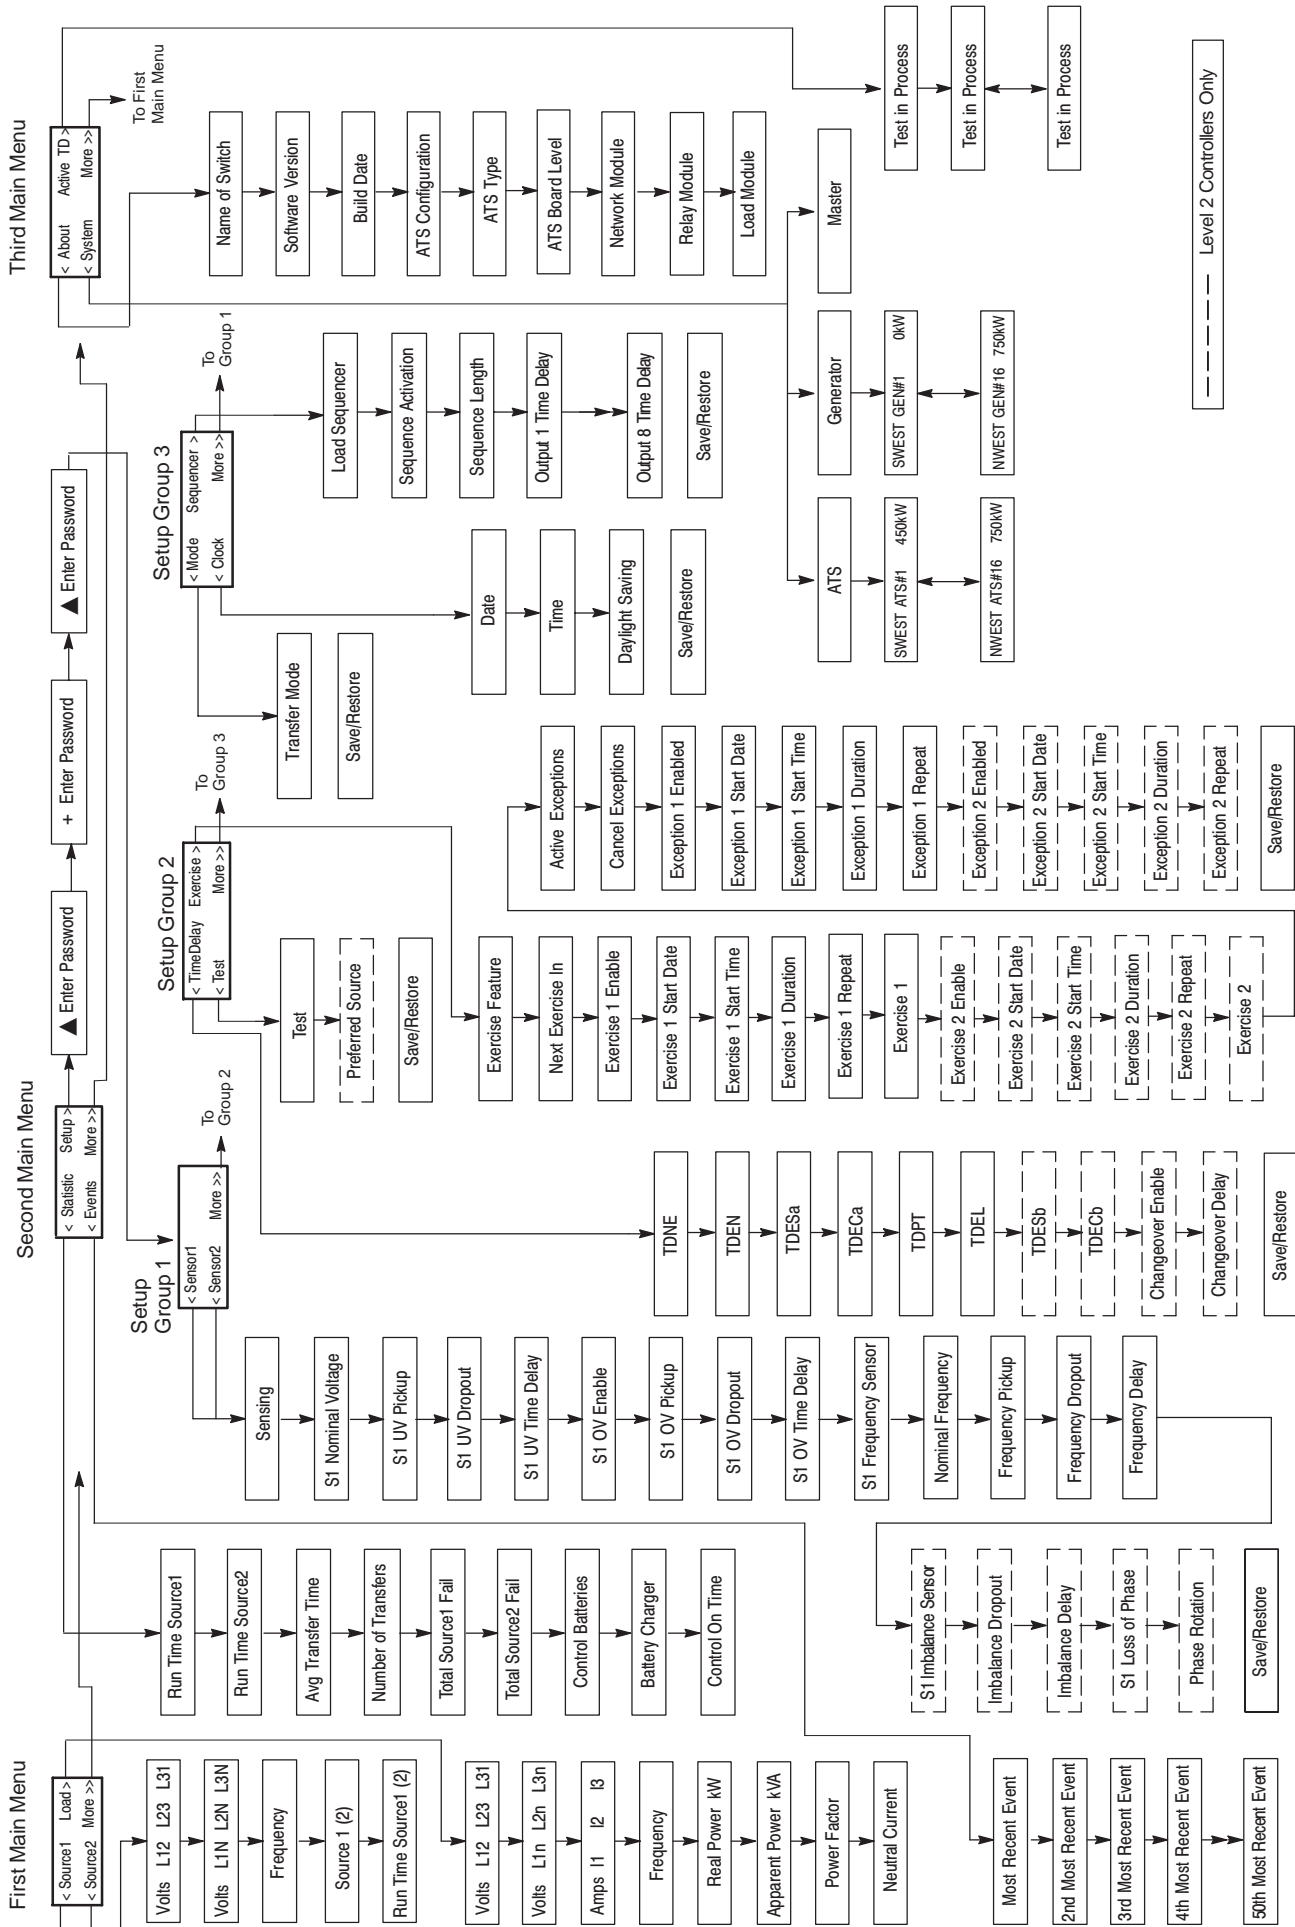 First Main Menu
< Source1 Load >
< Source2 More >>
Volts L12 L23 L31
Volts L1N L2N L3N
Frequency
Source 1 (2)
Run Time Source1 (2)
Volts L12 L23 L31
Volts L1n L2n L3n
Amps I1 I2 I3
Frequency
Real Power kW
Apparent Power kVA
Power Factor
Neutral Current
Second Main Menu
< Statistic Setup >
< Events More >>
Run Time Source1
Run Time Source2
Avg Transfer Time
Number of Transfers
Total Source1 Fail
Total Source2 Fail
Control Batteries
Battery Charger
Control On Time
Most Recent Event
2nd Most Recent Event
3rd Most Recent Event
4th Most Recent Event
50th Most Recent Event
▲ Enter Password
+ Enter Password
▲ Enter Password
Setup
Group 1
< Sensor1
< Sensor2 More >>
To
Group 2
Sensing
S1 Nominal Voltage
S1 UV Pickup
S1 UV Dropout
S1 UV Time Delay
S1 OV Enable
S1 OV Pickup
S1 OV Dropout
S1 OV Time Delay
S1 Frequency Sensor
Nominal Frequency
Frequency Pickup
Frequency Dropout
Frequency Delay
S1 Imbalance Sensor
Imbalance Dropout
Imbalance Delay
S1 Loss of Phase
Phase Rotation
Save/Restore
Setup Group 2
< TimeDelay Exercise >
< Test More >>
To
Group 3
TDNE
TDEN
TDESa
TDECa
TDPT
TDEL
TDESb
TDECb
Changeover Enable
Changeover Delay
Save/Restore
Test
Preferred Source
Save/Restore
Exercise Feature
Next Exercise In
Exercise 1 Enable
Exercise 1 Start Date
Exercise 1 Start Time
Exercise 1 Duration
Exercise 1 Repeat
Exercise 1
Exercise 2 Enable
Exercise 2 Start Date
Exercise 2 Start Time
Exercise 2 Duration
Exercise 2 Repeat
Exercise 2
Active Exceptions
Cancel Exceptions
Exception 1 Enabled
Exception 1 Start Date
Exception 1 Start Time
Exception 1 Duration
Exception 1 Repeat
Exception 2 Enabled
Exception 2 Start Date
Exception 2 Start Time
Exception 2 Duration
Exception 2 Repeat
Save/Restore
Setup Group 3
< Mode Sequencer >
< Clock More >>
To
Group 1
Transfer Mode
Save/Restore
Date
Time
Daylight Saving
Save/Restore
Load Sequencer
Sequence Activation
Sequence Length
Output 1 Time Delay
Output 8 Time Delay
Save/Restore
Third Main Menu
< About Active TD >
< System More >>
To First
Main Menu
Name of Switch
Software Version
Build Date
ATS Configuration
ATS Type
ATS Board Level
Network Module
Relay Module
Load Module
ATS
SWEST ATS#1 450kW
NWEST ATS#16 750kW
Generator
SWEST GEN#1 0kW
NWEST GEN#16 750kW
Master
Test in Process
Test in Process
Test in Process
Level 2 Controllers Only